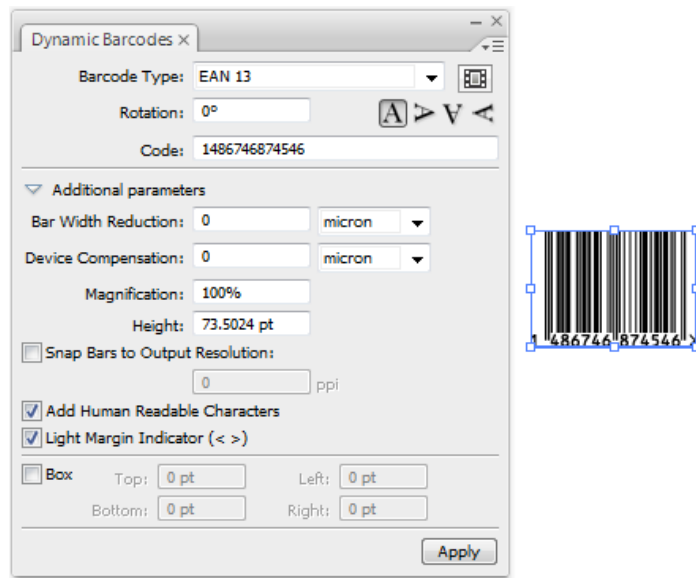 Dynamic Barcodes ×
Barcode Type: EAN 13
Rotation: 0º A A A A
Code: 1486746874546
Additional parameters
Bar Width Reduction: 0 micron
Device Compensation: 0 micron
Magnification: 100%
Height: 73.5024 pt
Snap Bars to Output Resolution:
0 ppi
Add Human Readable Characters
Light Margin Indicator (< >)
Box Top: 0 pt Left: 0 pt
Bottom: 0 pt Right: 0 pt
Apply
1 486746 874546 >